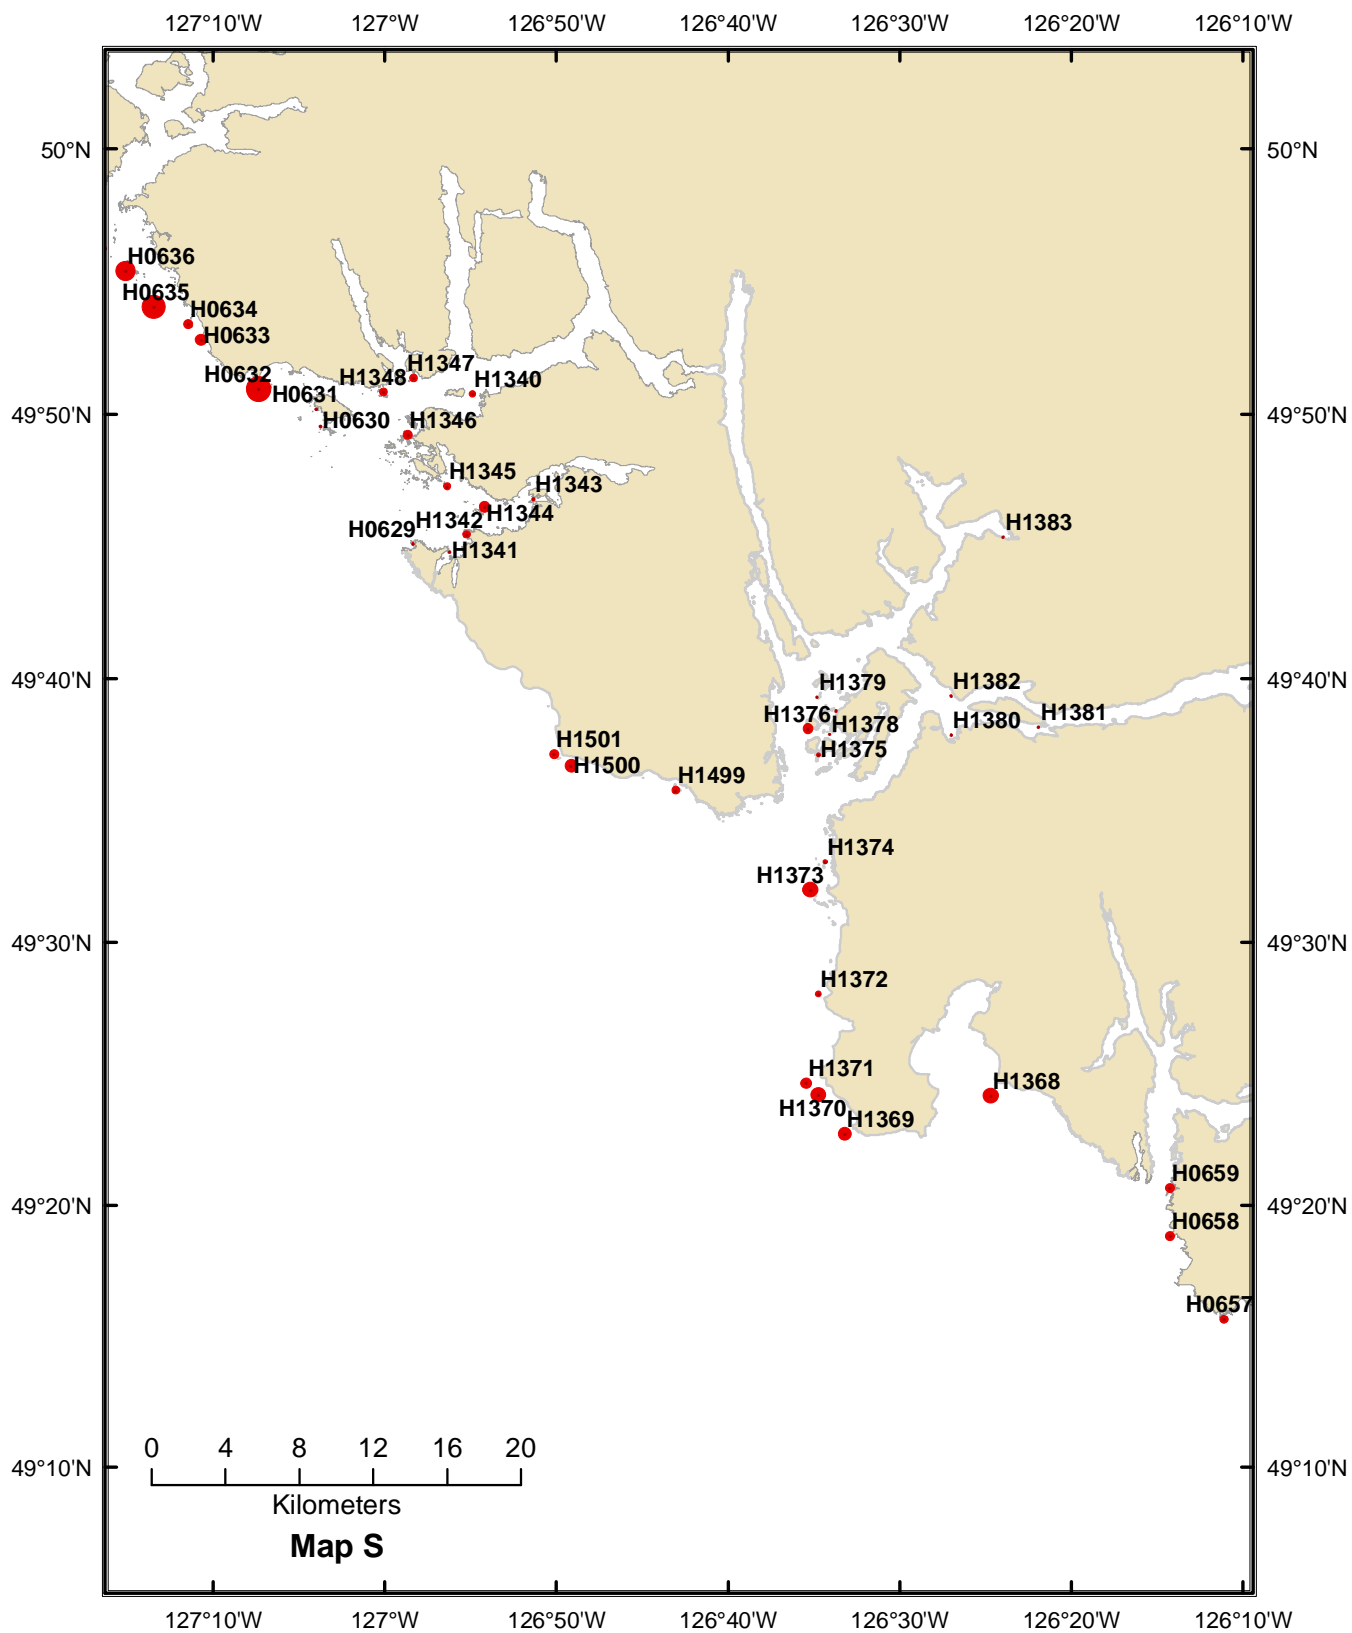 127°10'W 127°W 126°50'W 126°40'W 126°30'W 126°20'W 126°10'W
50°N 50°N
H0636
H0635
H0634
H0633
H1347
H0632 H1348 H1340
H0631
49°50'N 49°50'N
H0630 H1346
H1345
H1343
H1342 H1344
H0629 H1383
H1341
49°40'N 49°40'N
H1379 H1382
H1376 H1381
H1378 H1380
H1501 H1375
H1500
H1499
H1374
H1373
49°30'N 49°30'N
H1372
H1371
H1368
H1370
H1369
H0659
49°20'N 49°20'N
H0658
H0657
0 4 8 12 16 20
49°10'N 49°10'N
Kilometers
Map S
127°10'W 127°W 126°50'W 126°40'W 126°30'W 126°20'W 126°10'W